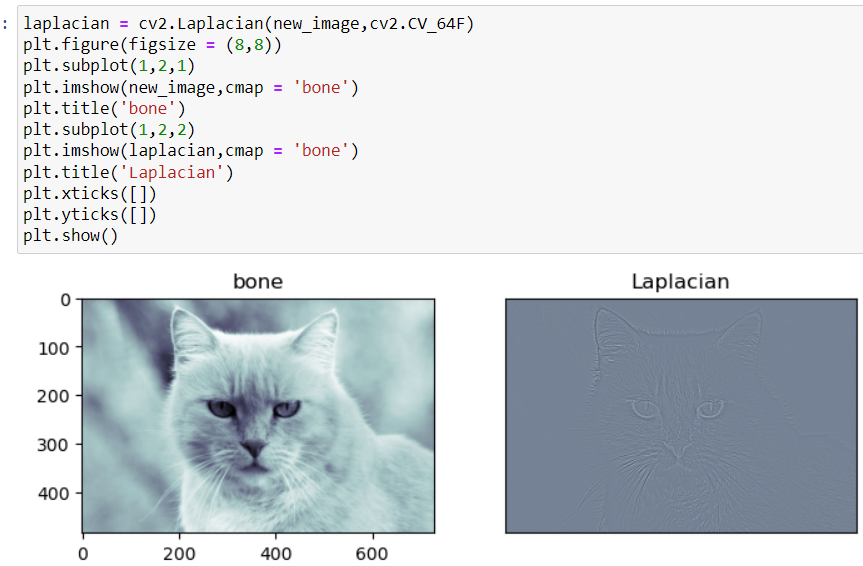 :
laplacian = cv2.Laplacian(new_image,cv2.CV_64F)
plt.figure(figsize = (8,8))
plt.subplot(1,2,1)
plt.imshow(new_image,cmap = 'bone')
plt.title('bone')
plt.subplot(1,2,2)
plt.imshow(laplacian,cmap = 'bone')
plt.title('Laplacian')
plt.xticks([])
plt.yticks([])
plt.show()
bone
Laplacian
0
100
200
300
400
0 200 400 600